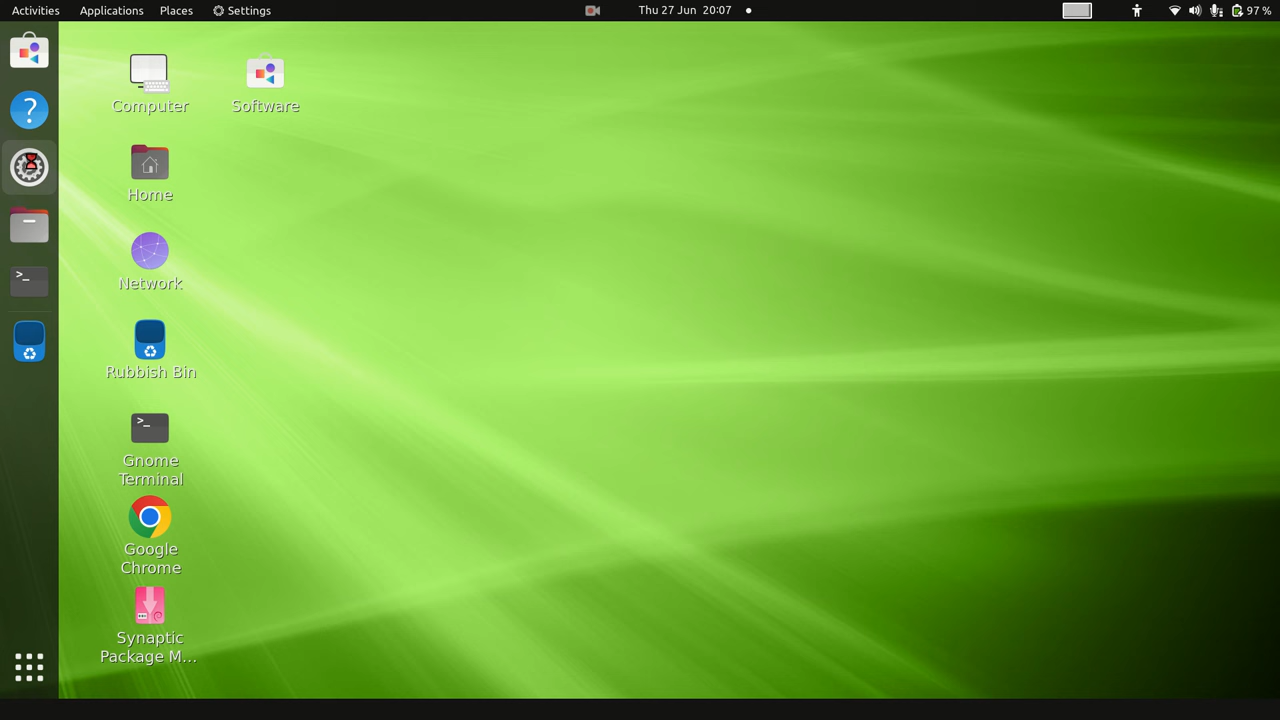 Activities Applications Places Settings Thu 27 Jun 20:07 97 %
?
>_
Computer
Software
Home
Network
Rubbish Bin
>_
Gnome
Terminal
Google
Chrome
Synaptic
Package M...